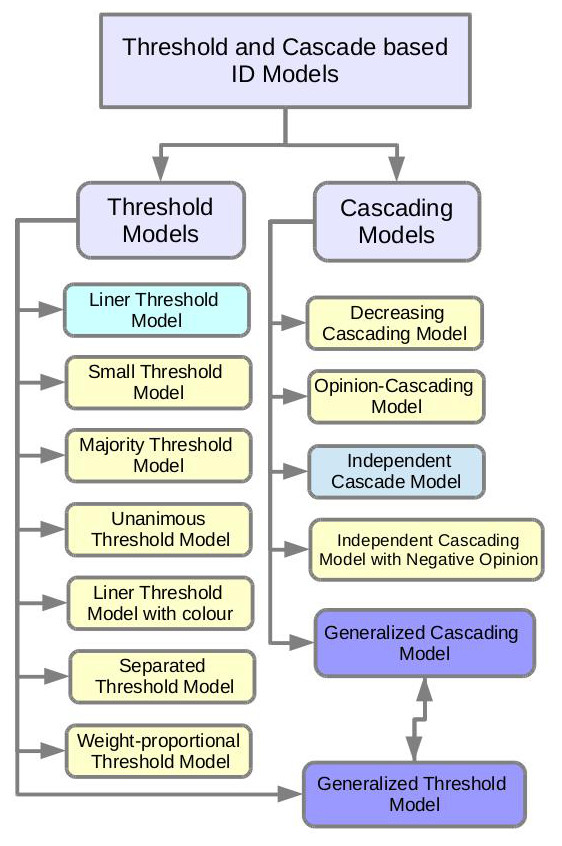 Threshold and Cascade based
ID Models
Threshold
Models
Cascading
Models
Liner Threshold
Model
Small Threshold
Model
Majority Threshold
Model
Unanimous
Threshold Model
Liner Threshold
Model with colour
Separated
Threshold Model
Weight-proportional
Threshold Model
Decreasing
Cascading Model
Opinion-Cascading
Model
Independent
Cascade Model
Independent Cascading
Model with Negative Opinion
Generalized Cascading
Model
Generalized Threshold
Model